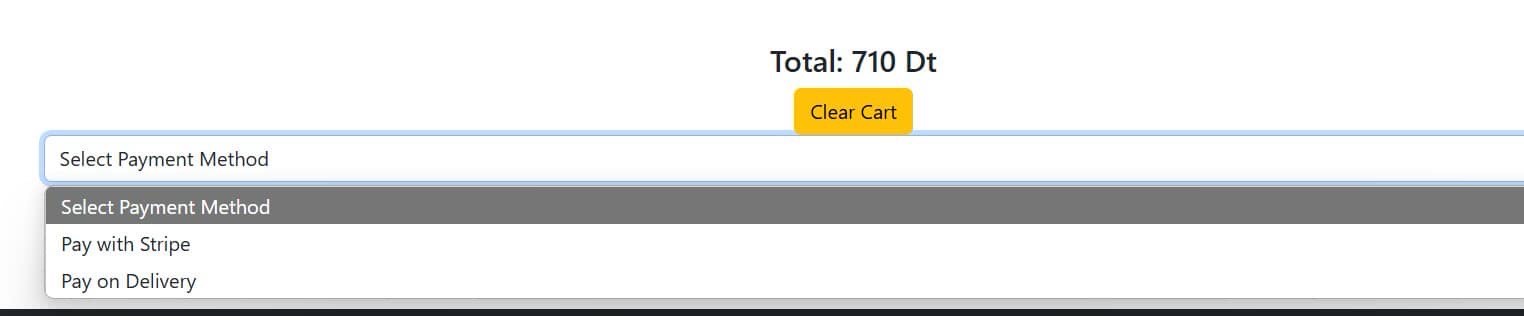 Total: 710 Dt
Clear Cart
Select Payment Method
Select Payment Method
Pay with Stripe
Pay on Delivery